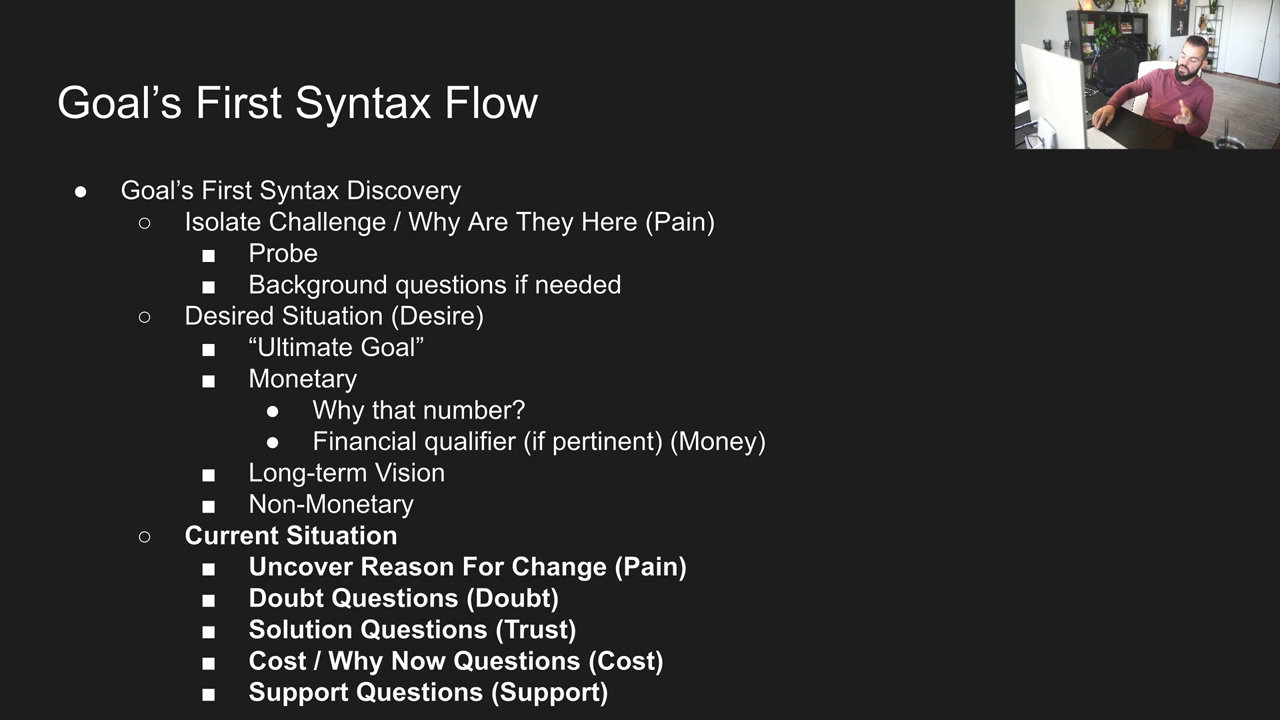 Goal’s First Syntax Flow
● Goal’s First Syntax Discovery
○ Isolate Challenge / Why Are They Here (Pain)
■ Probe
■ Background questions if needed
○ Desired Situation (Desire)
■ “Ultimate Goal”
■ Monetary
● Why that number?
● Financial qualifier (if pertinent) (Money)
■ Long-term Vision
■ Non-Monetary
○ Current Situation
■ Uncover Reason For Change (Pain)
■ Doubt Questions (Doubt)
■ Solution Questions (Trust)
■ Cost / Why Now Questions (Cost)
■ Support Questions (Support)